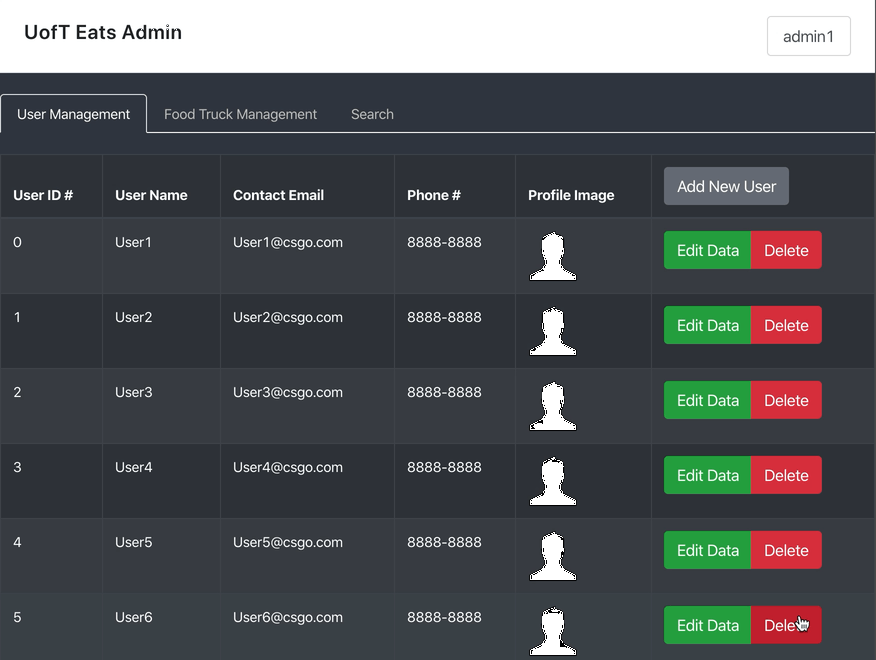 UofT Eats Admin
admin1
User Management Food Truck Management Search
User ID # User Name Contact Email Phone # Profile Image Add New User
0 User1 User1@csgo.com 8888-8888 Edit Data Delete
1 User2 User2@csgo.com 8888-8888 Edit Data Delete
2 User3 User3@csgo.com 8888-8888 Edit Data Delete
3 User4 User4@csgo.com 8888-8888 Edit Data Delete
4 User5 User5@csgo.com 8888-8888 Edit Data Delete
5 User6 User6@csgo.com 8888-8888 Edit Data Delete